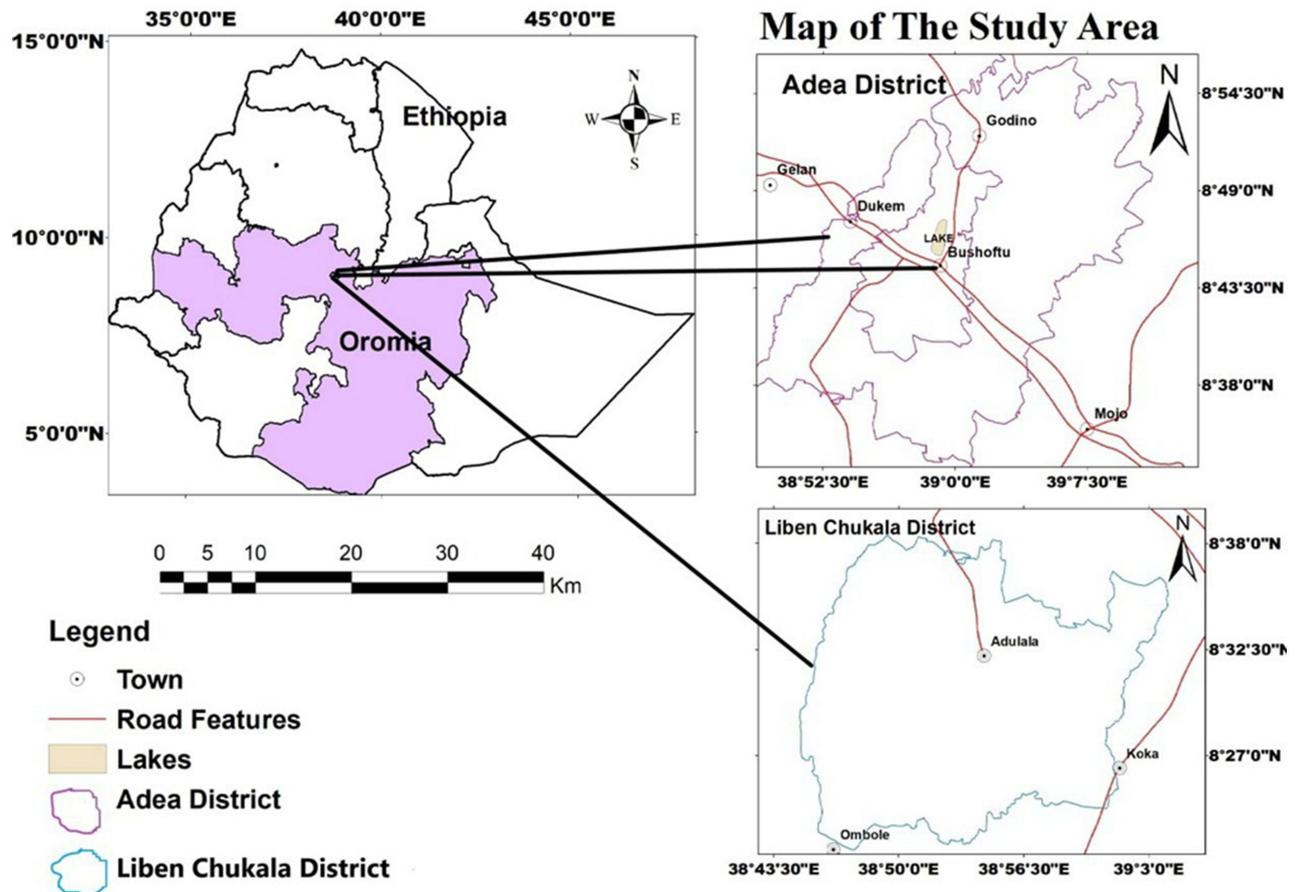 Map of The Study Area
35°0'0"E 40°0'0"E 45°0'0"E
15°0'0"N
10°0'0"N
5°0'0"N
Ethiopia
Oromia
N
W E
S
Adea District
N
Godino
Gelan
Dukem
LAKE
Bushoftu
Mojo
8°54'30"N
8°49'0"N
8°43'30"N
8°38'0"N
38°52'30"E 39°0'0"E 39°7'30"E
Liben Chukala District
N
Adulala
Koka
Ombole
8°38'0"N
8°32'30"N
8°27'0"N
38°43'30"E 38°50'0"E 38°56'30"E 39°3'0"E
0 5 10 20 30 40
Km
Legend
Town
Road Features
Lakes
Adea District
Liben Chukala District